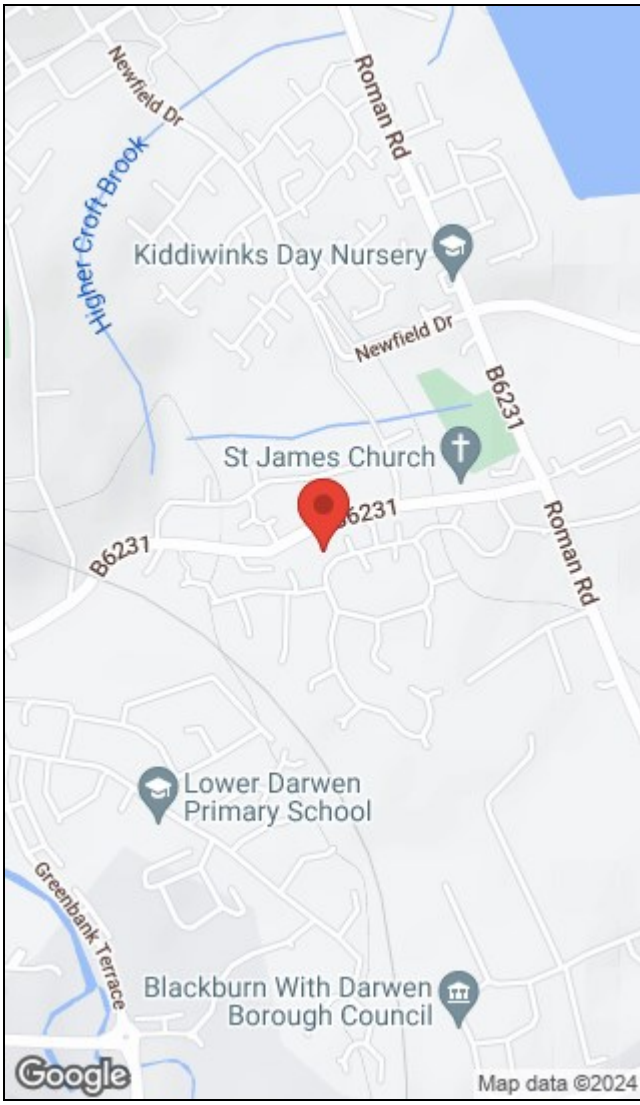 Newfield Dr
Roman Rd
Higher Croft Brook
Kiddiwinks Day Nursery
Newfield Dr
B6231
St James Church
B6231
B6231
Roman Rd
Lower Darwen
Primary School
Greenbank Terrace
Blackburn With Darwen
Borough Council
Google
Map data ©2024